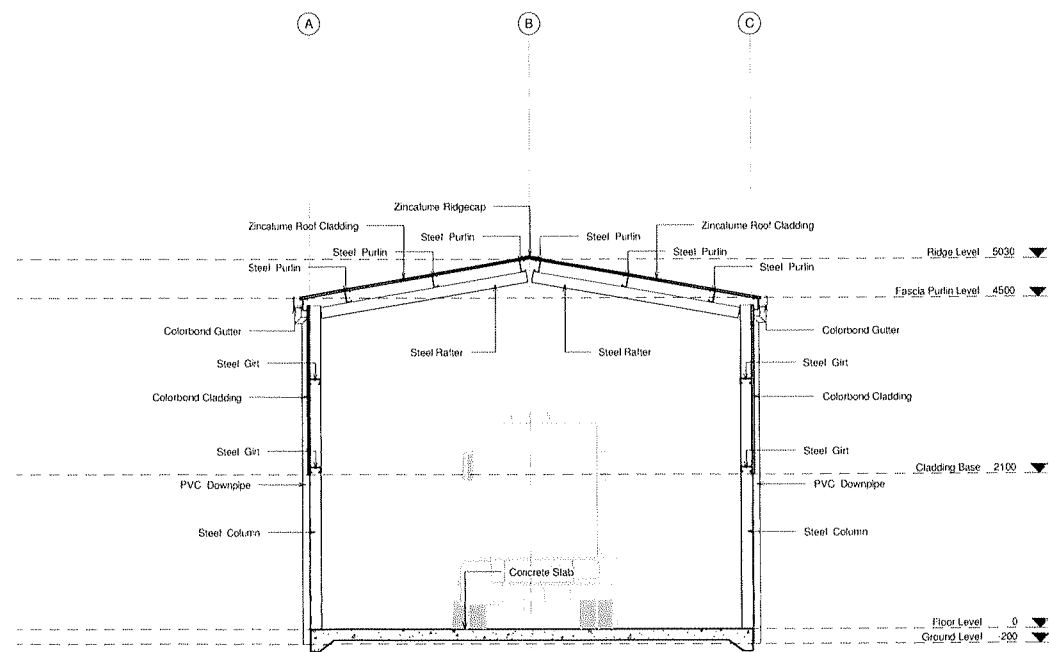 A B C
Zincalume Ridgecap
Zincalume Roof Cladding
Zincalume Roof Cladding
Steel Purlin
Steel Purlin
Steel Purlin
Steel Purlin
Ridge Level 5030
Steel Purlin
Steel Purlin
Fascia Purlin Level 4500
Colorbond Gutter
Colorbond Gutter
Steel Rafter
Steel Rafter
Steel Girt
Steel Girt
Colorbond Cladding
Colorbond Cladding
Steel Girt
Steel Girt
Cladding Base 2100
PVC Downpipe
PVC Downpipe
Steel Column
Steel Column
Concrete Slab
Floor Level 0
Ground Level -200